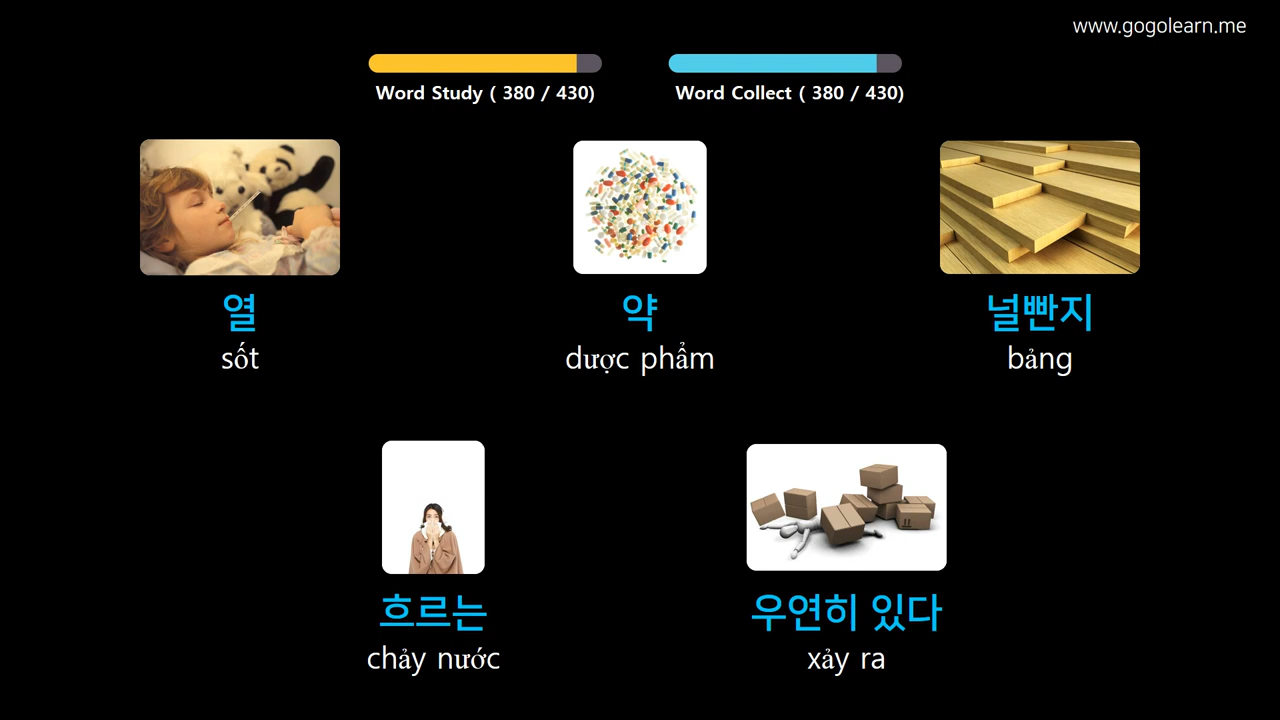 www.gogolearn.me
Word Study ( 380 / 430)
Word Collect ( 380 / 430)
열
sốt
약
dược phẩm
널빤지
bảng
흐르는
chảy nước
우연히 있다
xảy ra